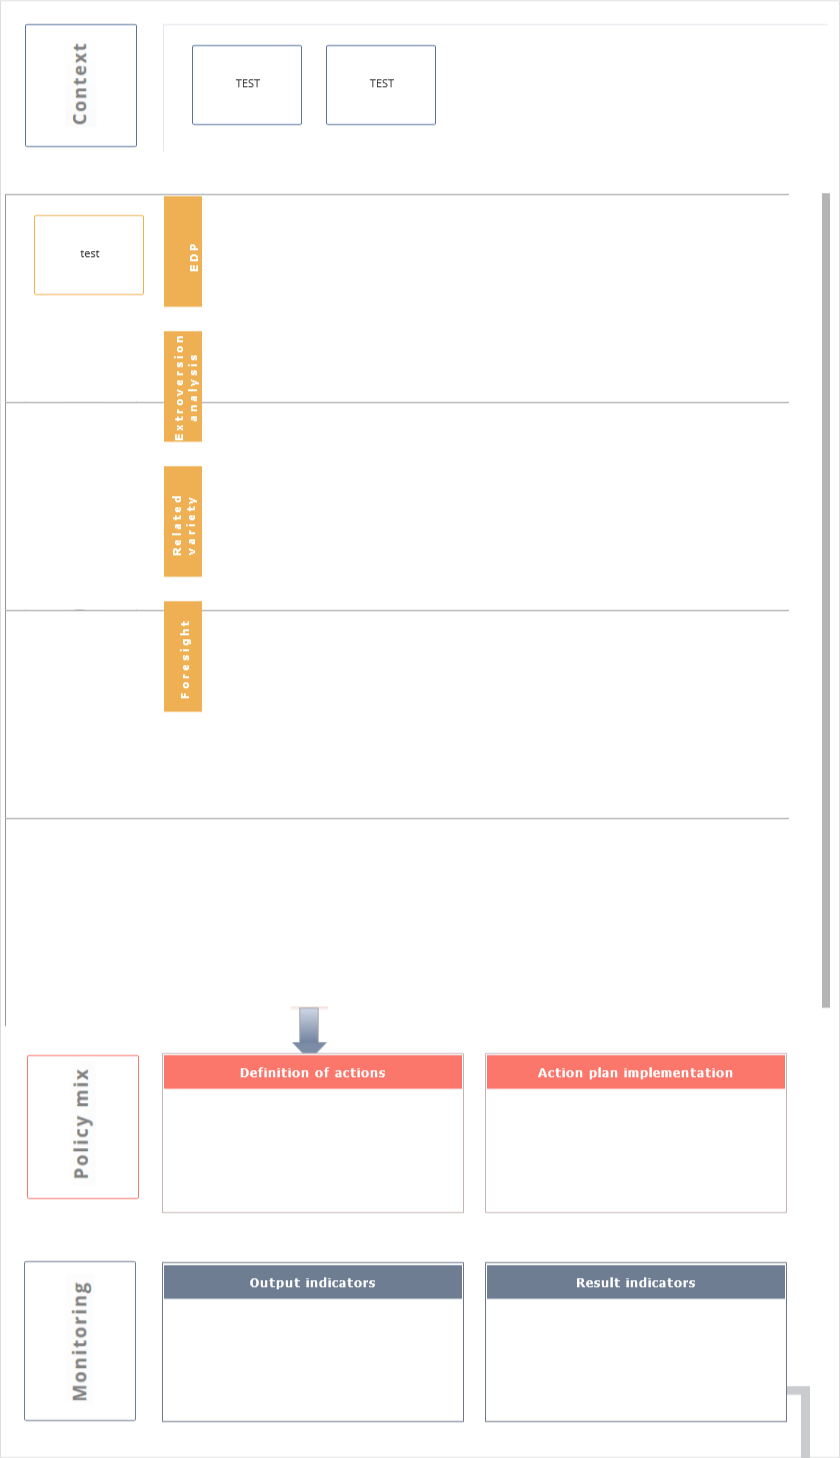 Context
TEST
TEST
test
EDP
Extroversion
analysis
Related
variety
Foresight
Policy mix
Definition of actions
Action plan implementation
Monitoring
Output indicators
Result indicators